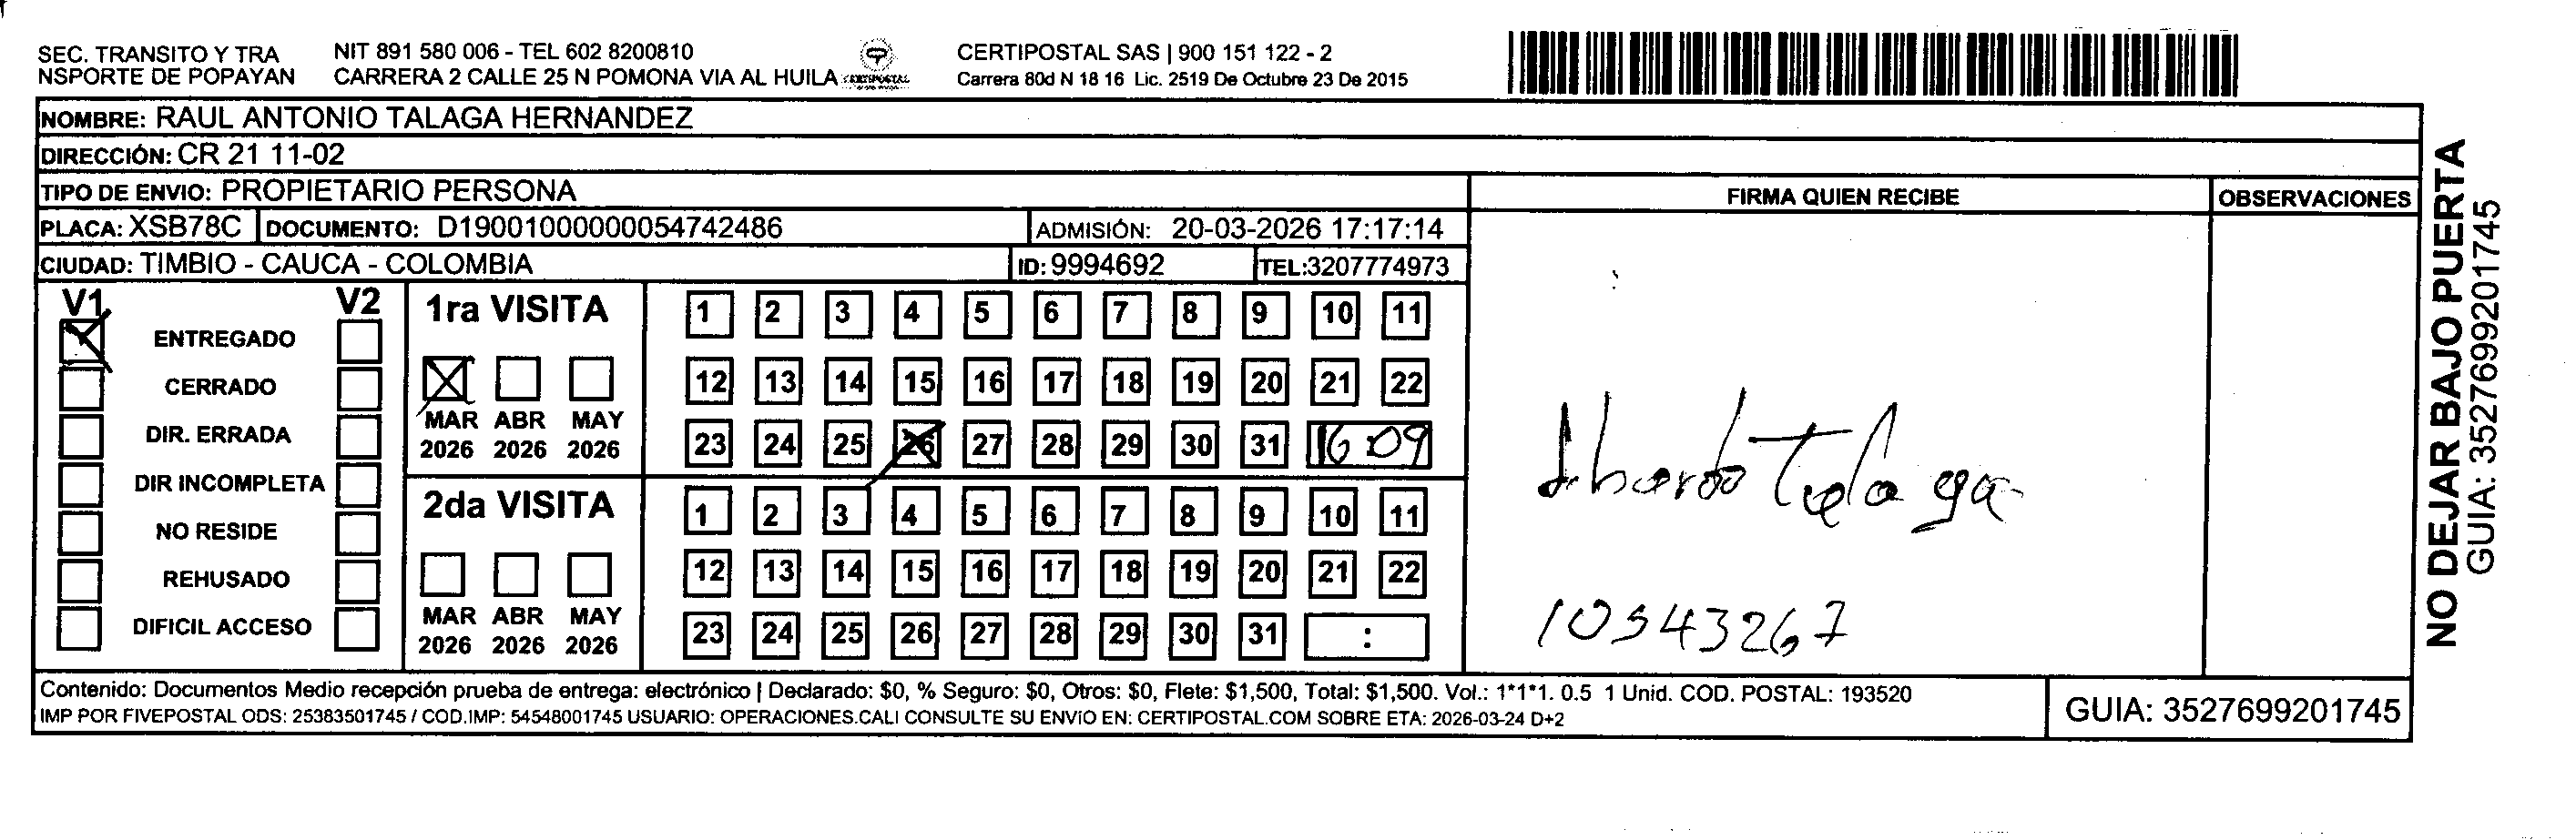 SEC. TRANSITO Y TRA
NSPORTE DE POPAYAN
NIT 891 580 006 - TEL 602 8200810
CARRERA 2 CALLE 25 N POMONA VIA AL HUILA
CERTIPOSTAL SAS | 900 151 122 - 2
Carrera 80d N 18 16 Lic. 2519 De Octubre 23 De 2015
NOMBRE: RAUL ANTONIO TALAGA HERNANDEZ
DIRECCIÓN: CR 21 11-02
TIPO DE ENVIO: PROPIETARIO PERSONA
PLACA: XSB78C DOCUMENTO: D19001000000054742486 ADMISIÓN: 20-03-2026 17:17:14
CIUDAD: TIMBIO - CAUCA - COLOMBIA ID: 9994692 TEL:3207774973
FIRMA QUIEN RECIBE
OBSERVACIONES
V1 V2
ENTREGADO
CERRADO
DIR. ERRADA
DIR INCOMPLETA
NO RESIDE
REHUSADO
DIFICIL ACCESO
1ra VISITA
MAR ABR MAY
2026 2026 2026
1 2 3 4 5 6 7 8 9 10 11
12 13 14 15 16 17 18 19 20 21 22
23 24 25 26 27 28 29 30 31 16:09
2da VISITA
MAR ABR MAY
2026 2026 2026
1 2 3 4 5 6 7 8 9 10 11
12 13 14 15 16 17 18 19 20 21 22
23 24 25 26 27 28 29 30 31 :
Talaga
10543267
Contenido: Documentos Medio recepción prueba de entrega: electrónico | Declarado: $0, % Seguro: $0, Otros: $0, Flete: $1,500, Total: $1,500. Vol.: 1*1*1. 0.5 1 Unid. COD. POSTAL: 193520
IMP POR FIVEPOSTAL ODS: 25383501745 / COD.IMP: 54548001745 USUARIO: OPERACIONES.CALI CONSULTE SU ENVíO EN: CERTIPOSTAL.COM SOBRE ETA: 2026-03-24 D+2
GUIA: 3527699201745
NO DEJAR BAJO PUERTA
GUIA: 3527699201745